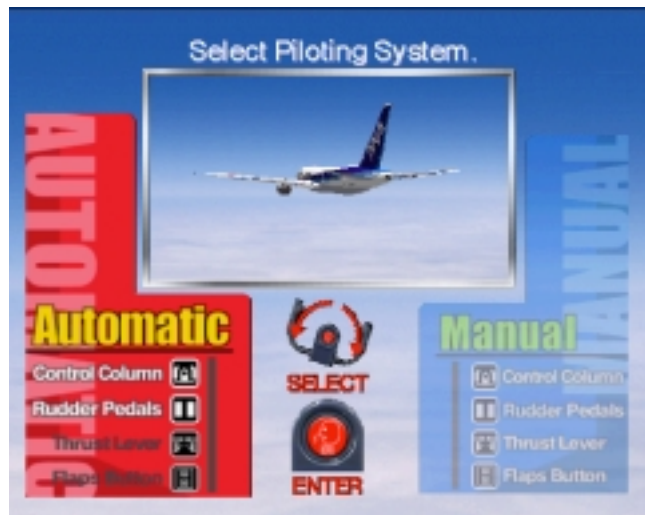 Select Piloting System.
AUTOMATIC
MANUAL
Automatic
Control Column
Rudder Pedals
Thrust Lever
Flaps Button
SELECT
ENTER
Manual
Control Column
Rudder Pedals
Thrust Lever
Flaps Button